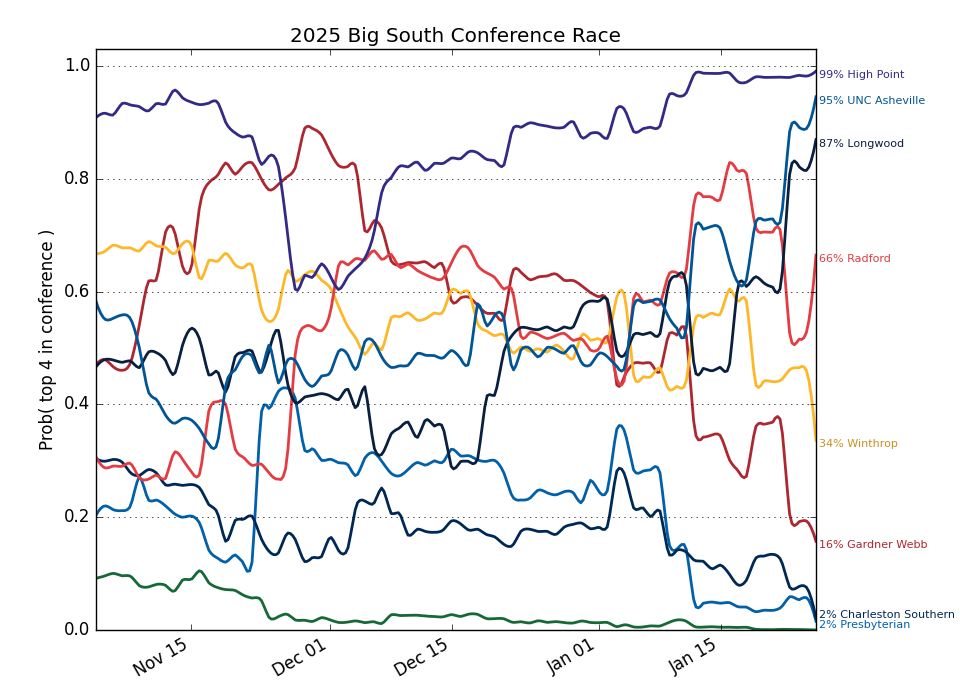 2025 Big South Conference Race
Prob( top 4 in conference )
1.0
0.8
0.6
0.4
0.2
0.0
Nov 15
Dec 01
Dec 15
Jan 01
Jan 15
99% High Point
95% UNC Asheville
87% Longwood
66% Radford
34% Winthrop
16% Gardner Webb
2% Charleston Southern
2% Presbyterian